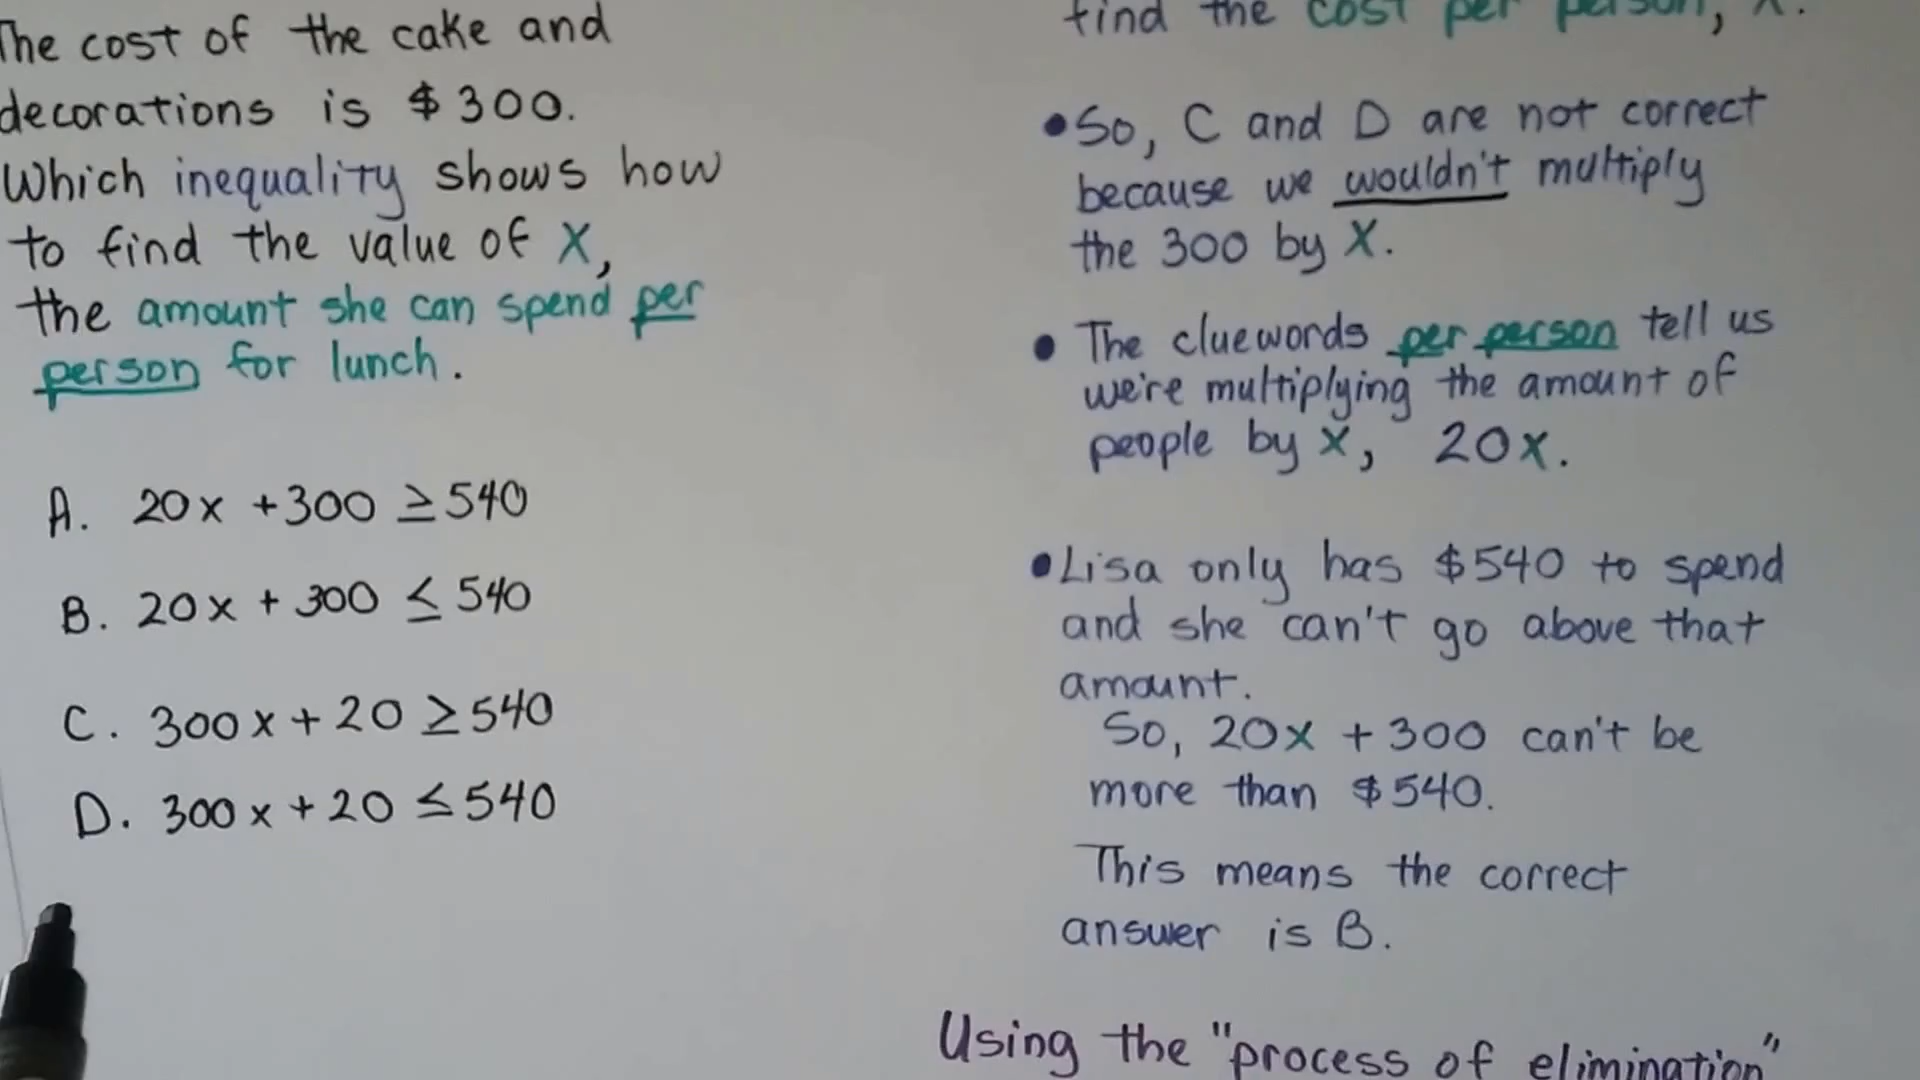 The cost of the cake and
decorations is $300.
Which inequality shows how
to find the value of X,
the amount she can spend per
person for lunch.
A. 20x +300 ≥ 540
B. 20x + 300 ≤ 540
C. 300x + 20 ≥ 540
D. 300x + 20 ≤ 540
find the cost per person, X.
•So, C and D are not correct
because we wouldn't multiply
the 300 by X.
• The cluewords per person tell us
we're multiplying the amount of
people by x, 20x.
•Lisa only has $540 to spend
and she can't go above that
amount.
So, 20x + 300 can't be
more than $540.
This means the correct
answer is B.
Using the "process of elimination"